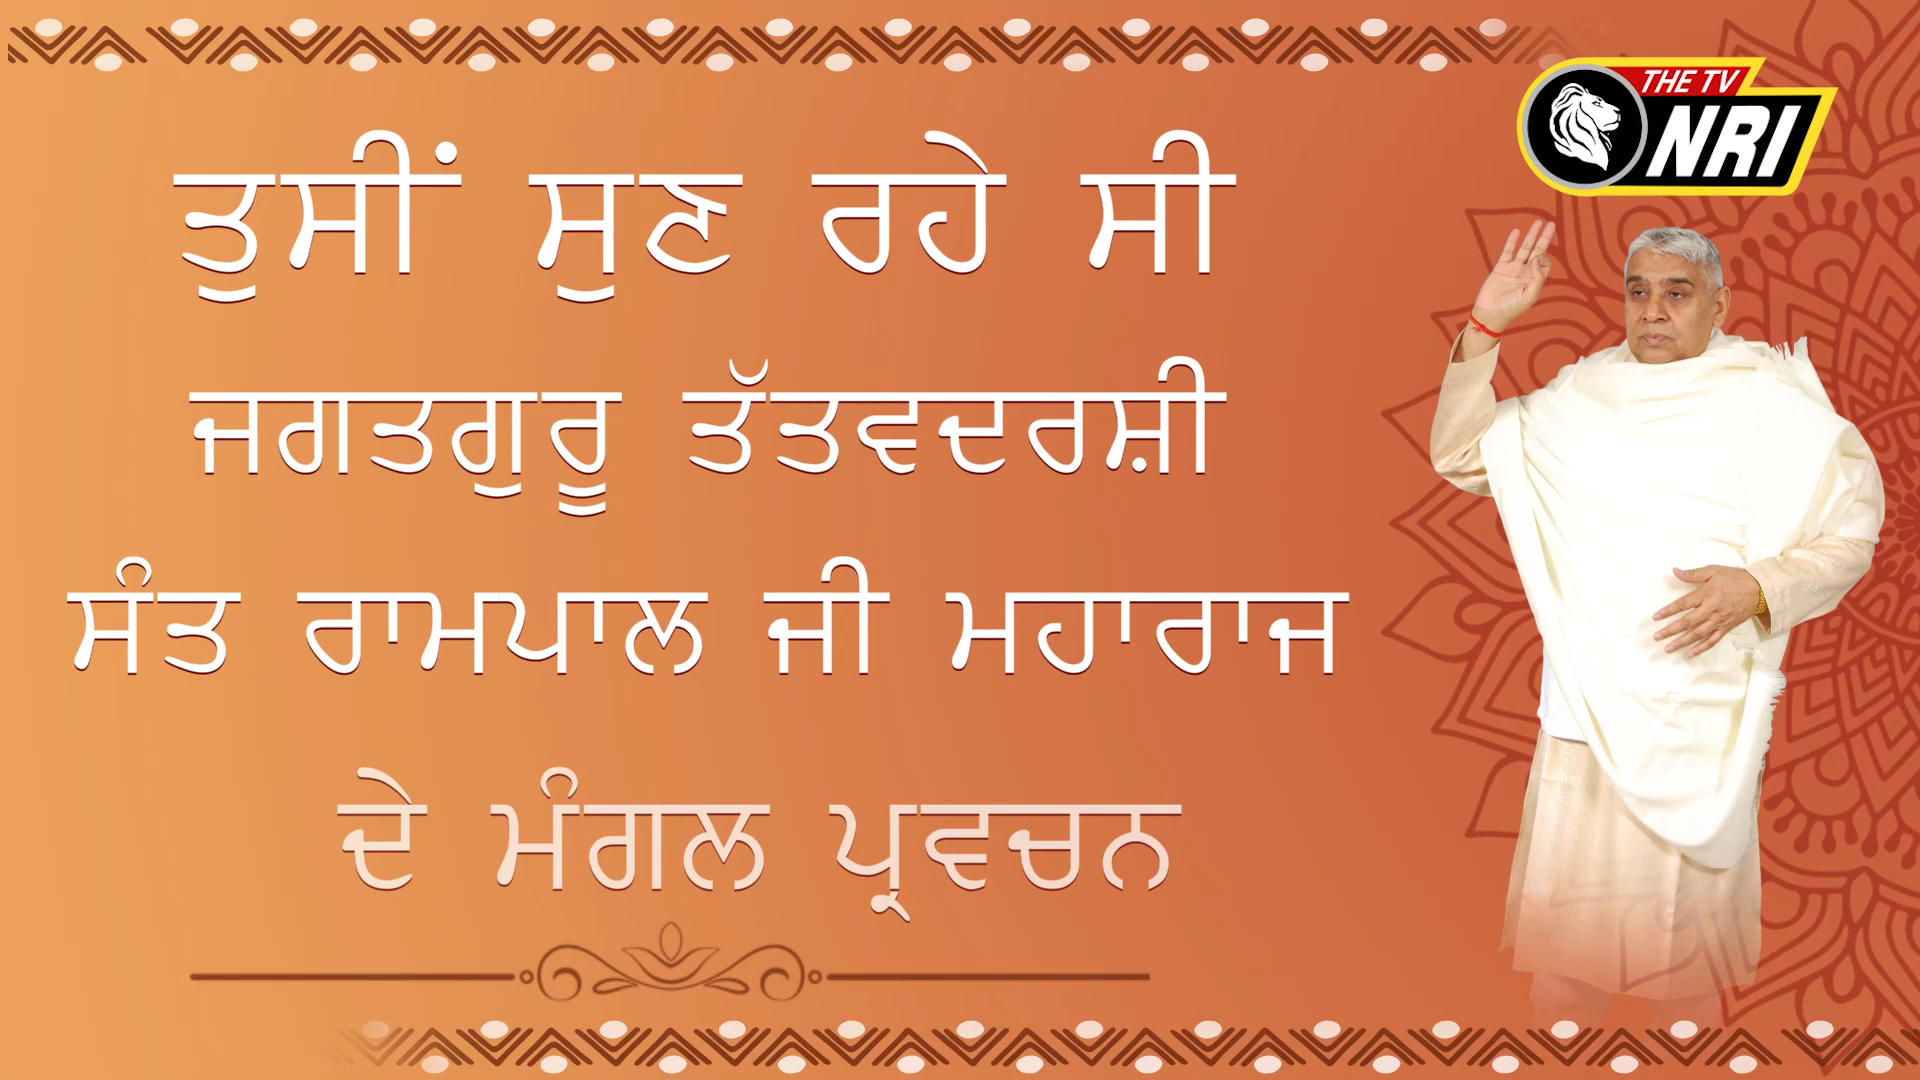 THE TV
NRI
ਤੁਸੀਂ ਸੁਣ ਰਹੇ ਸੀ
ਜਗਤਗੁਰੂ ਤੱਤਵਦਰਸ਼ੀ
ਸੰਤ ਰਾਮਪਾਲ ਜੀ ਮਹਾਰਾਜ
ਦੇ ਮੰਗਲ ਪ੍ਰਵਚਨ